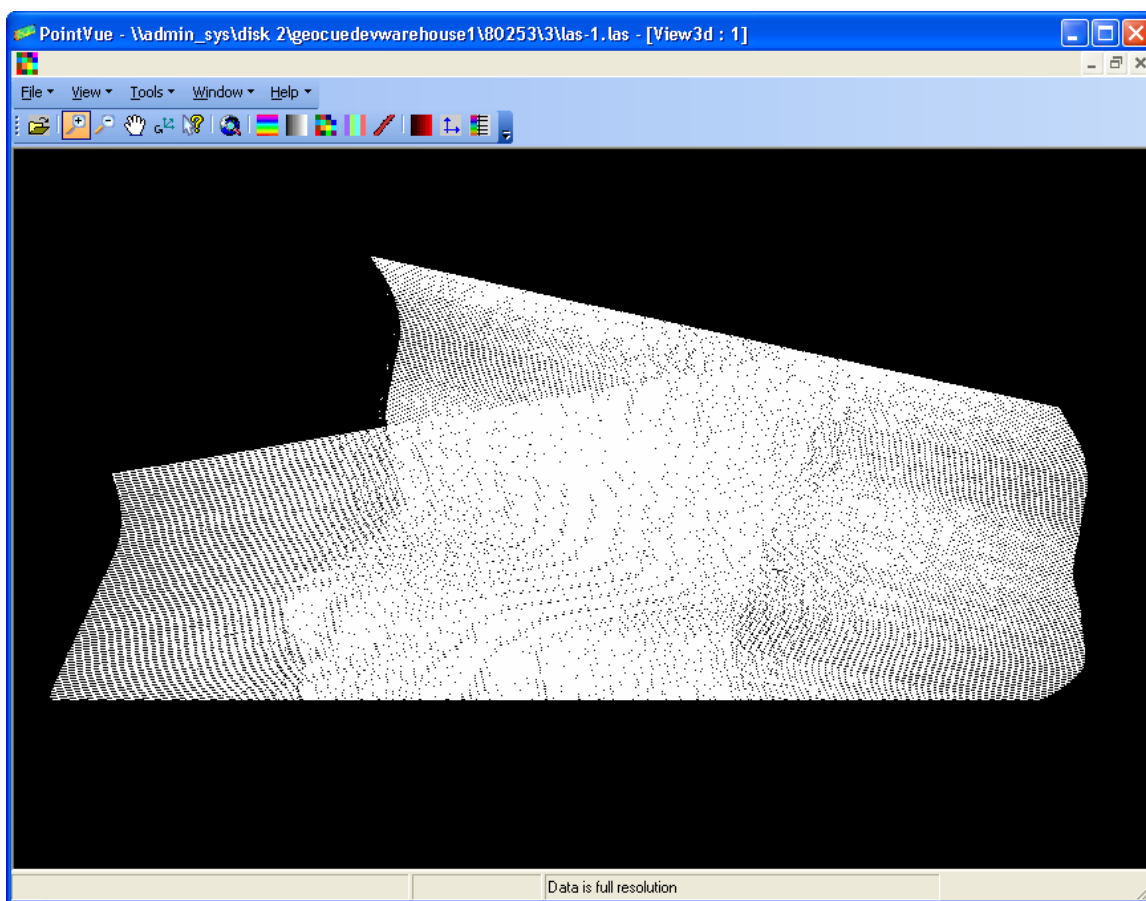 PointVue - \\admin_sys\disk 2\geocuedevwarehouse1\80253\3\las-1.las - [View3d : 1]
File View Tools Window Help
Data is full resolution